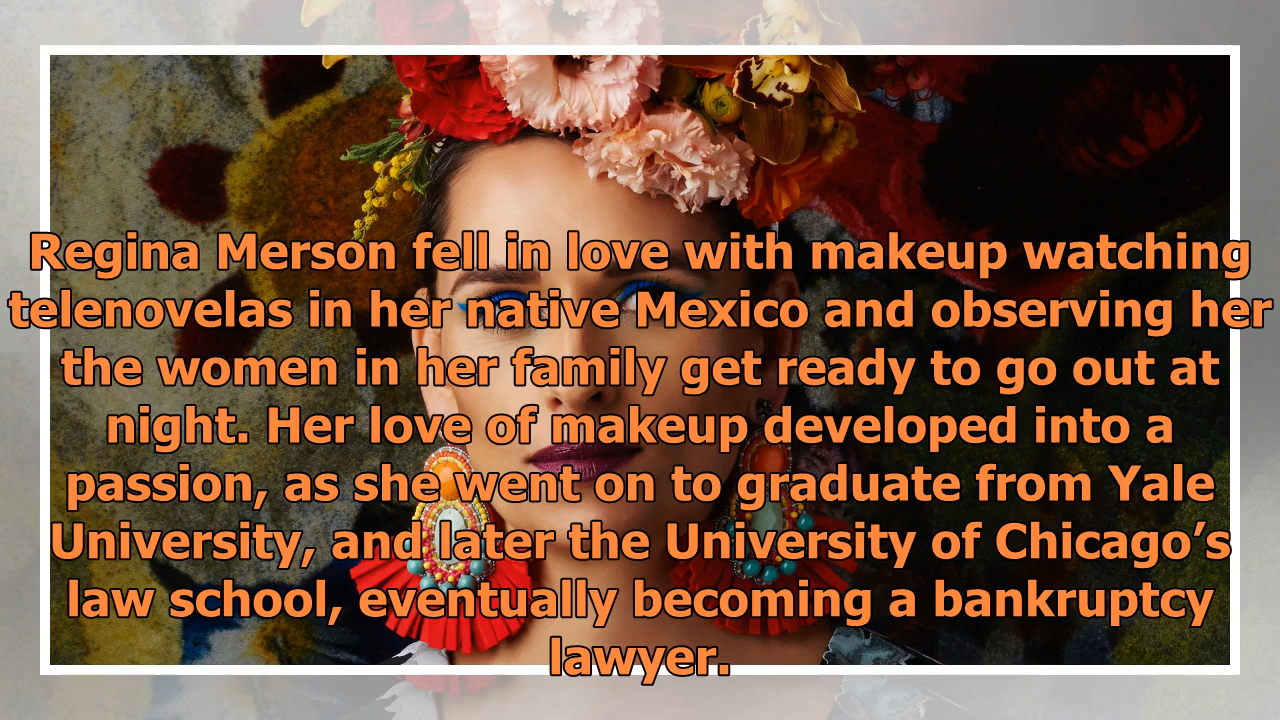 Regina Merson fell in love with makeup watching
telenovelas in her native Mexico and observing her
the women in her family get ready to go out at
night. Her love of makeup developed into a
passion, as she went on to graduate from Yale
University, and later the University of Chicago’s
law school, eventually becoming a bankruptcy
lawyer.